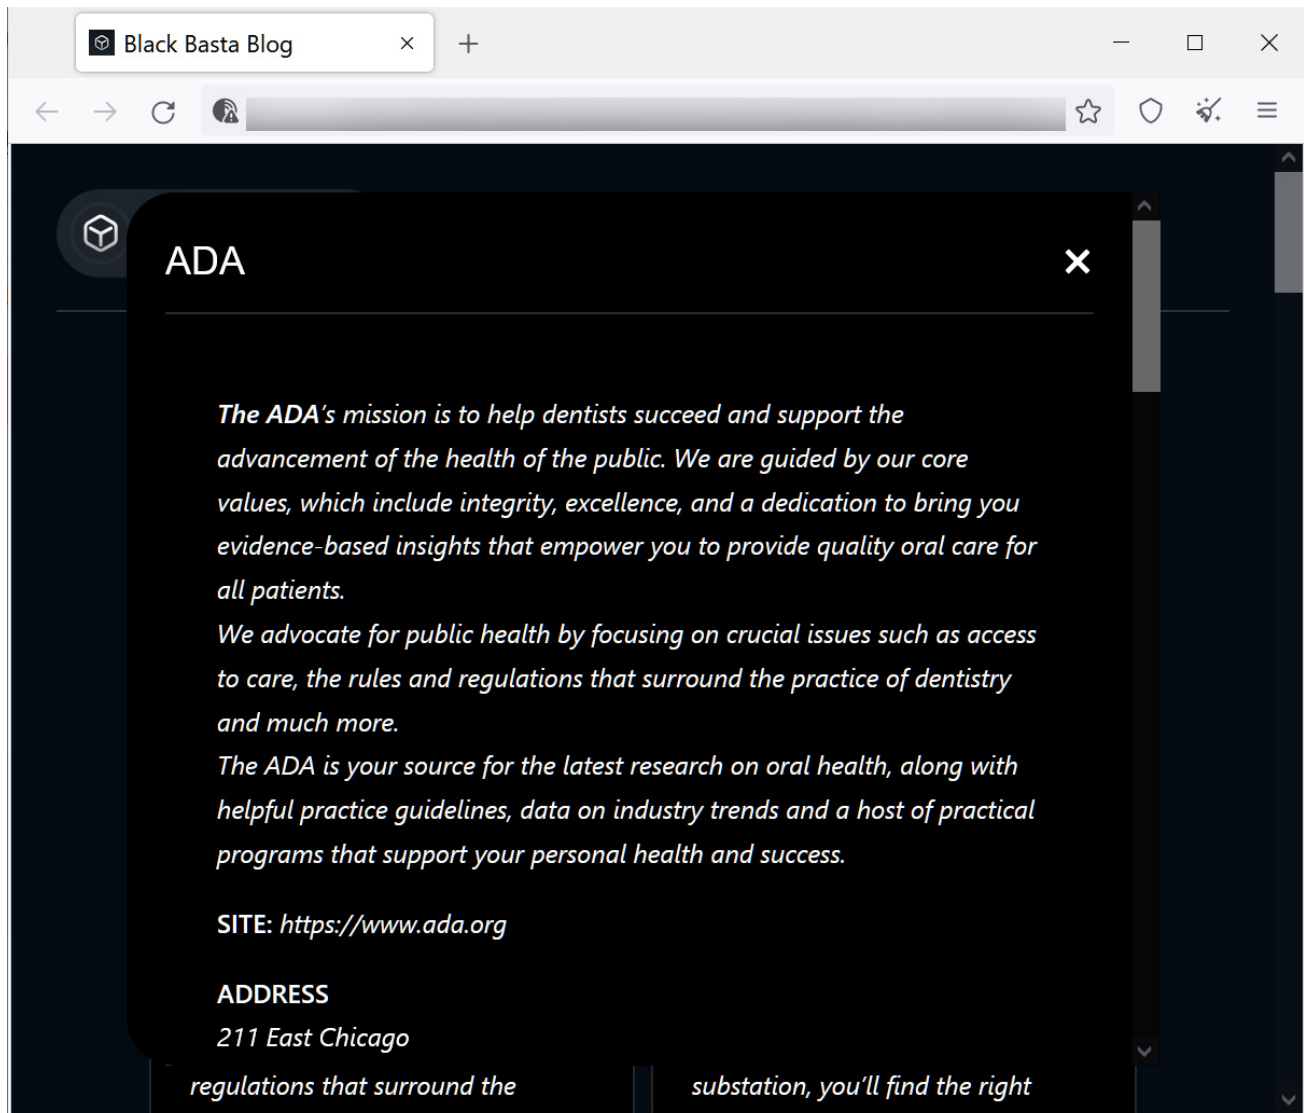 Black Basta Blog
ADA
The ADA's mission is to help dentists succeed and support the
advancement of the health of the public. We are guided by our core
values, which include integrity, excellence, and a dedication to bring you
evidence-based insights that empower you to provide quality oral care for
all patients.
We advocate for public health by focusing on crucial issues such as access
to care, the rules and regulations that surround the practice of dentistry
and much more.
The ADA is your source for the latest research on oral health, along with
helpful practice guidelines, data on industry trends and a host of practical
programs that support your personal health and success.
SITE: https://www.ada.org
ADDRESS
211 East Chicago
regulations that surround the
substation, you'll find the right